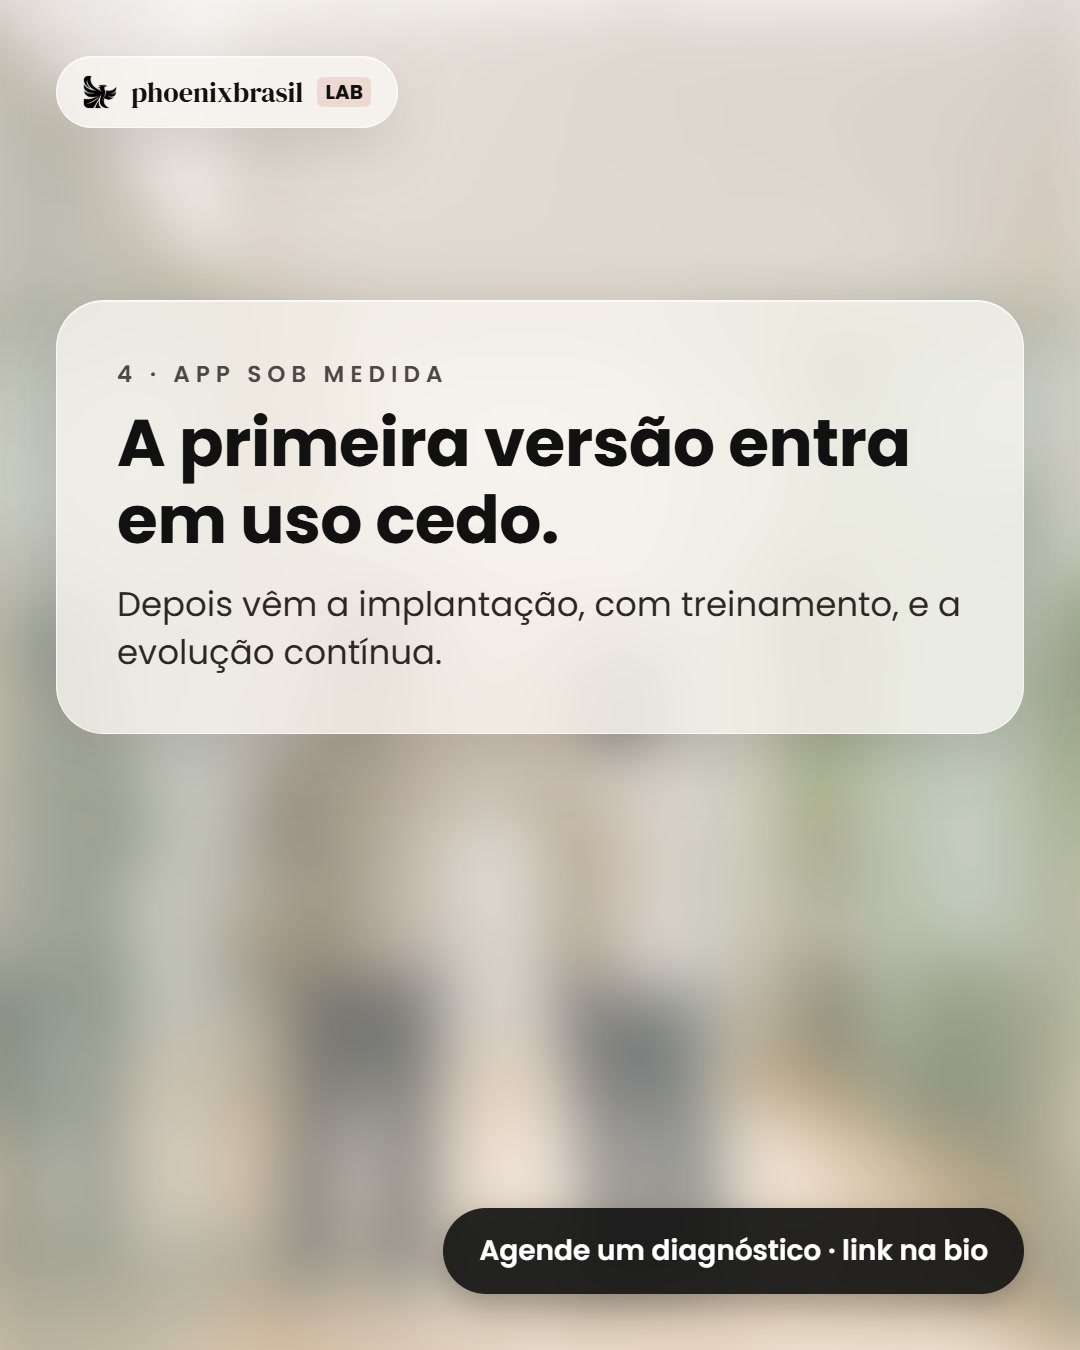 phoenixbrasil LAB
4 · APP SOB MEDIDA
A primeira versão entra
em uso cedo.
Depois vêm a implantação, com treinamento, e a
evolução contínua.
Agende um diagnóstico · link na bio